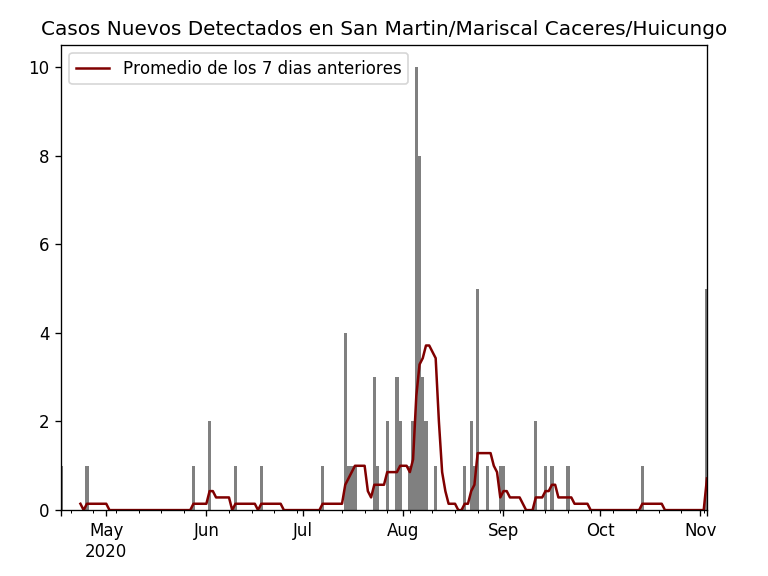 Casos Nuevos Detectados en San Martin/Mariscal Caceres/Huicungo
Promedio de los 7 dias anteriores
10
8
6
4
2
0
May Jun Jul Aug Sep Oct Nov
2020